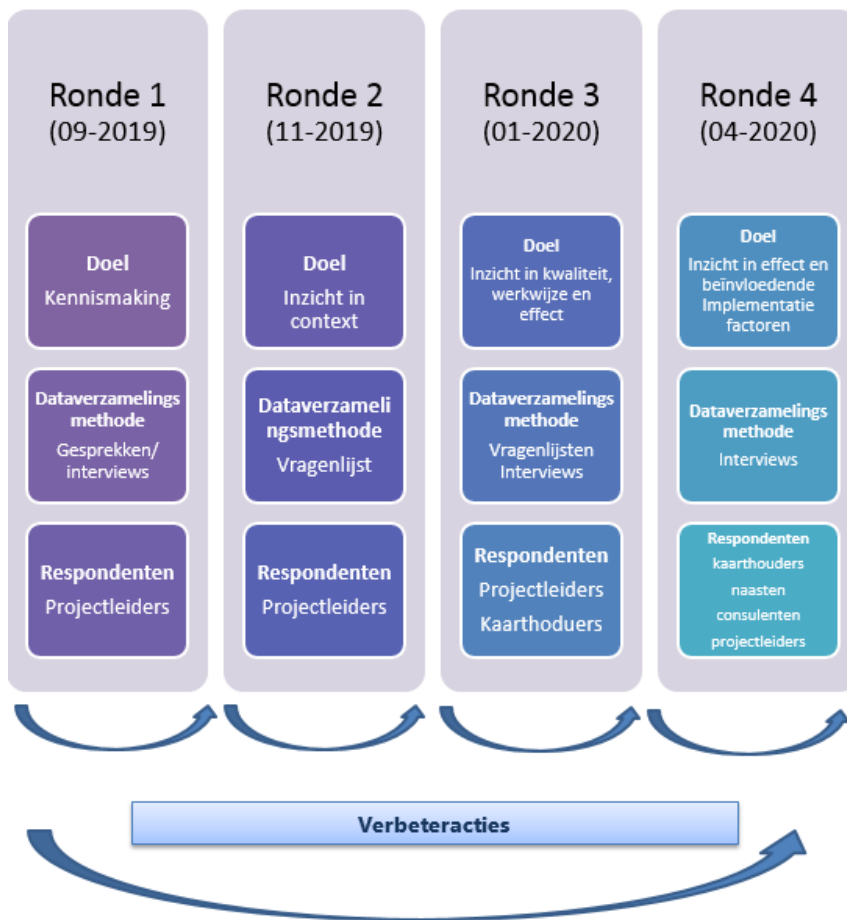 Ronde 1
(09-2019)
Doel
Kennismaking
Dataverzamelings
methode
Gesprekken/
interviews
Respondenten
Projectleiders
Ronde 2
(11-2019)
Doel
Inzicht in
context
Dataverzameli
ngsmethode
Vragenlijst
Respondenten
Projectleiders
Ronde 3
(01-2020)
Doel
Inzicht in kwaliteit,
werkwijze en
effect
Dataverzamelings
methode
Vragenlijsten
Interviews
Respondenten
Projectleiders
Kaarthoduers
Ronde 4
(04-2020)
Doel
Inzicht in effect en
beïnvloedende
Implementatie
factoren
Dataverzamelings
methode
Interviews
Respondenten
kaarthouders
naasten
consulenten
projectleiders
Verbeteracties